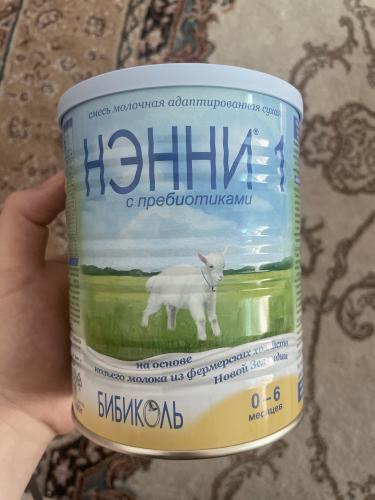 смесь молочная адаптированная сухая
НЭННИ® 1
с пребиотиками
на основе
козьего молока из фермерских хозяйств
Новой Зеландии
БИБИКОЛЬ
0–6
месяцев